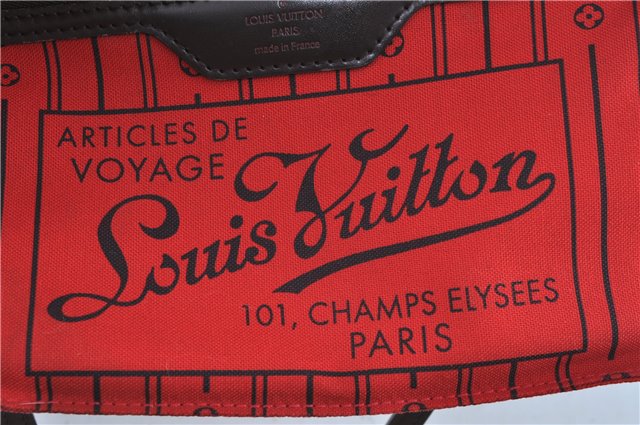 LOUIS VUITTON
PARIS
made in France
ARTICLES DE
VOYAGE
Louis Vuitton
101, CHAMPS ELYSEES
PARIS